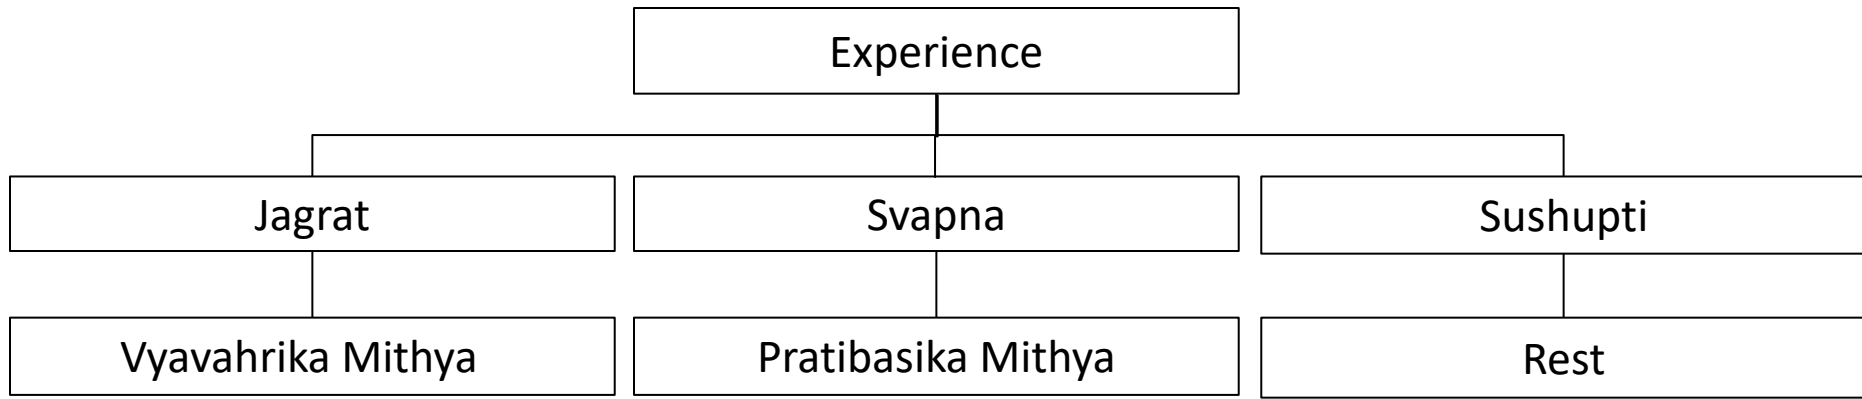 Experience
Jagrat
Svapna
Sushupti
Vyavahrika Mithya
Pratibasika Mithya
Rest